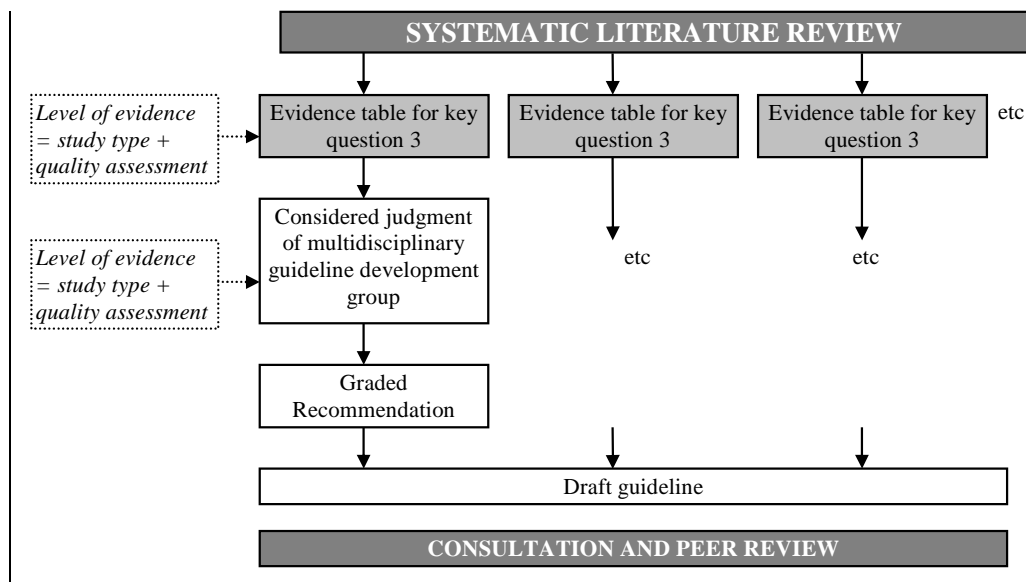 SYSTEMATIC LITERATURE REVIEW
Level of evidence
= study type +
quality assessment
Evidence table for key
question 3
Evidence table for key
question 3
Evidence table for key
question 3
etc
Considered judgment
of multidisciplinary
guideline development
group
Level of evidence
= study type +
quality assessment
etc
etc
Graded
Recommendation
Draft guideline
CONSULTATION AND PEER REVIEW